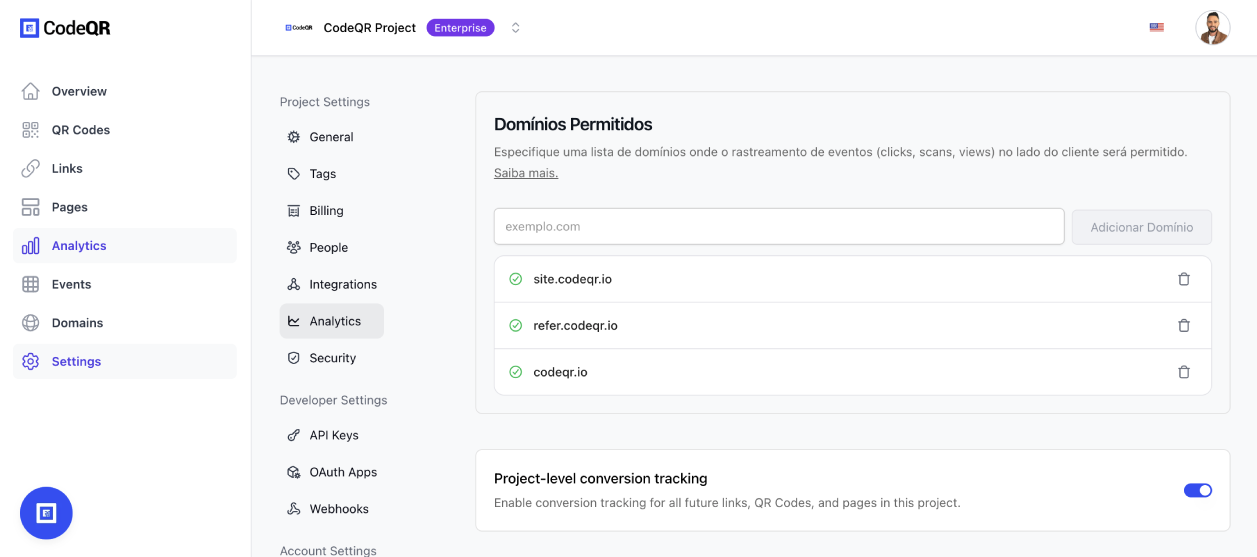 CodeQR
CodeQR
CodeQR Project
Enterprise
Overview
QR Codes
Links
Pages
Analytics
Events
Domains
Settings
Project Settings
General
Tags
Billing
People
Integrations
Analytics
Security
Developer Settings
API Keys
OAuth Apps
Webhooks
Account Settings
Domínios Permitidos
Especifique uma lista de domínios onde o rastreamento de eventos (clicks, scans, views) no lado do cliente será permitido.
Saiba mais.
exemplo.com
Adicionar Domínio
site.codeqr.io
refer.codeqr.io
codeqr.io
Project-level conversion tracking
Enable conversion tracking for all future links, QR Codes, and pages in this project.